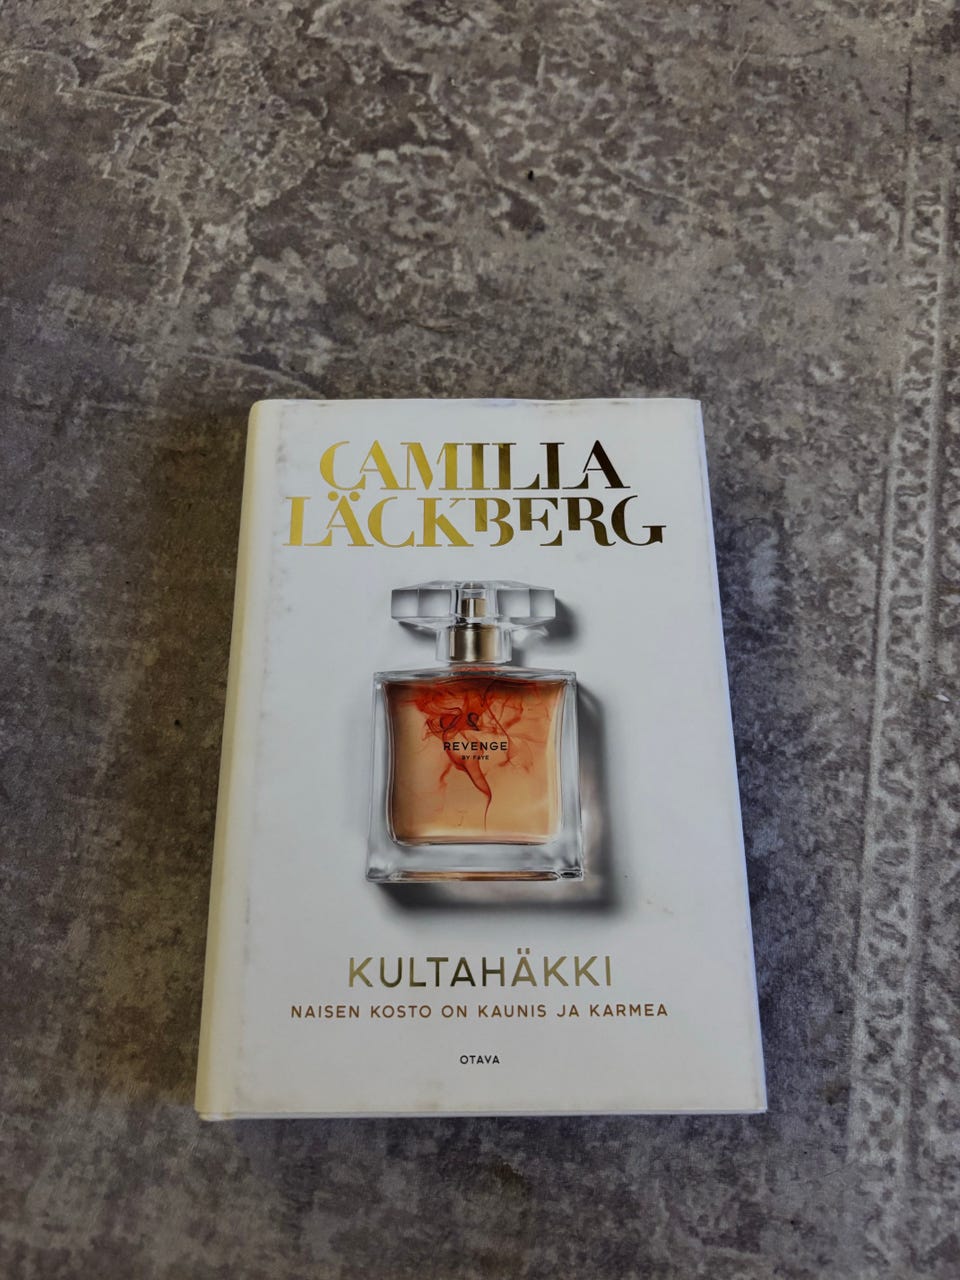 CAMILLA
LÄCKBERG
REVENGE
BY FAYE
KULTAHÄKKI
NAISEN KOSTO ON KAUNIS JA KARMEA
OTAVA